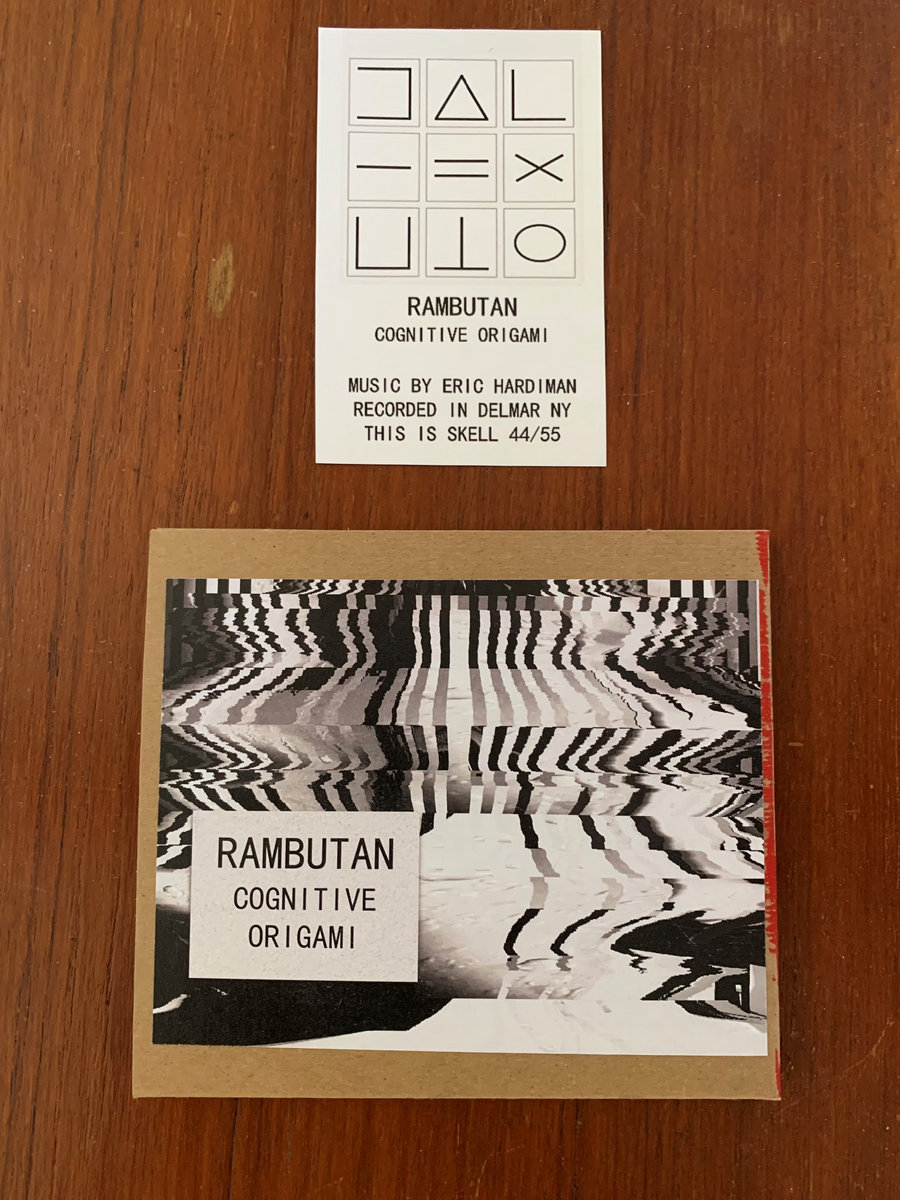 RAMBUTAN
COGNITIVE ORIGAMI
MUSIC BY ERIC HARDIMAN
RECORDED IN DELMAR NY
THIS IS SKELL 44/55
RAMBUTAN
COGNITIVE
ORIGAMI